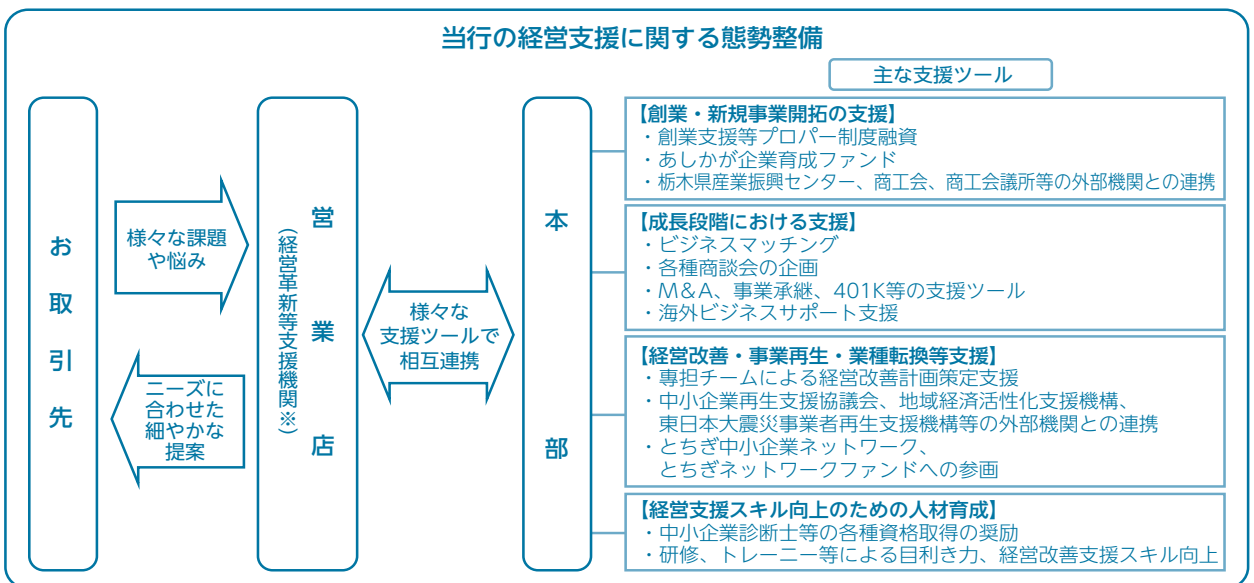 当行の経営支援に関する態勢整備
主な支援ツール
お取引先
様々な課題
や悩み
ニーズに
合わせた
細やかな
提案
営業店
（経営革新等支援機関※）
様々な
支援ツールで
相互連携
本部
【創業・新規事業開拓の支援】
・創業支援等プロパー制度融資
・あしかが企業育成ファンド
・栃木県産業振興センター、商工会、商工会議所等の外部機関との連携
【成長段階における支援】
・ビジネスマッチング
・各種商談会の企画
・M&A、事業承継、401K等の支援ツール
・海外ビジネスサポート支援
【経営改善・事業再生・業種転換等支援】
・専担チームによる経営改善計画策定支援
・中小企業再生支援協議会、地域経済活性化支援機構、
東日本大震災事業者再生支援機構等の外部機関との連携
・とちぎ中小企業ネットワーク、
とちぎネットワークファンドへの参画
【経営支援スキル向上のための人材育成】
・中小企業診断士等の各種資格取得の奨励
・研修、トレーニー等による目利き力、経営改善支援スキル向上